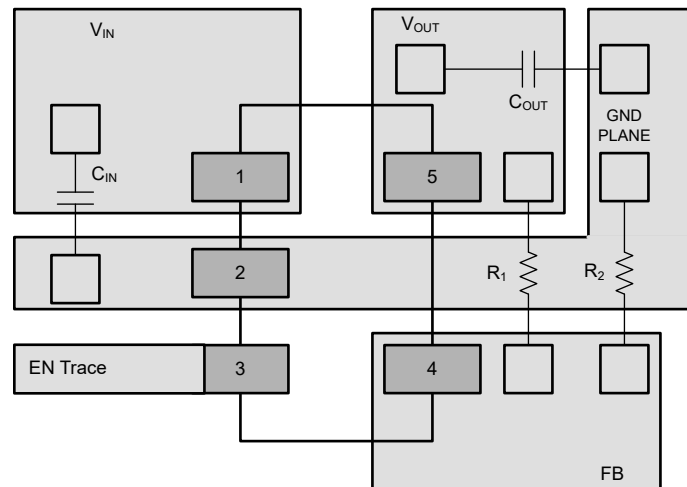 VIN
VOUT
COUT
GND
PLANE
CIN
1
5
2
R1
R2
EN Trace
3
4
FB